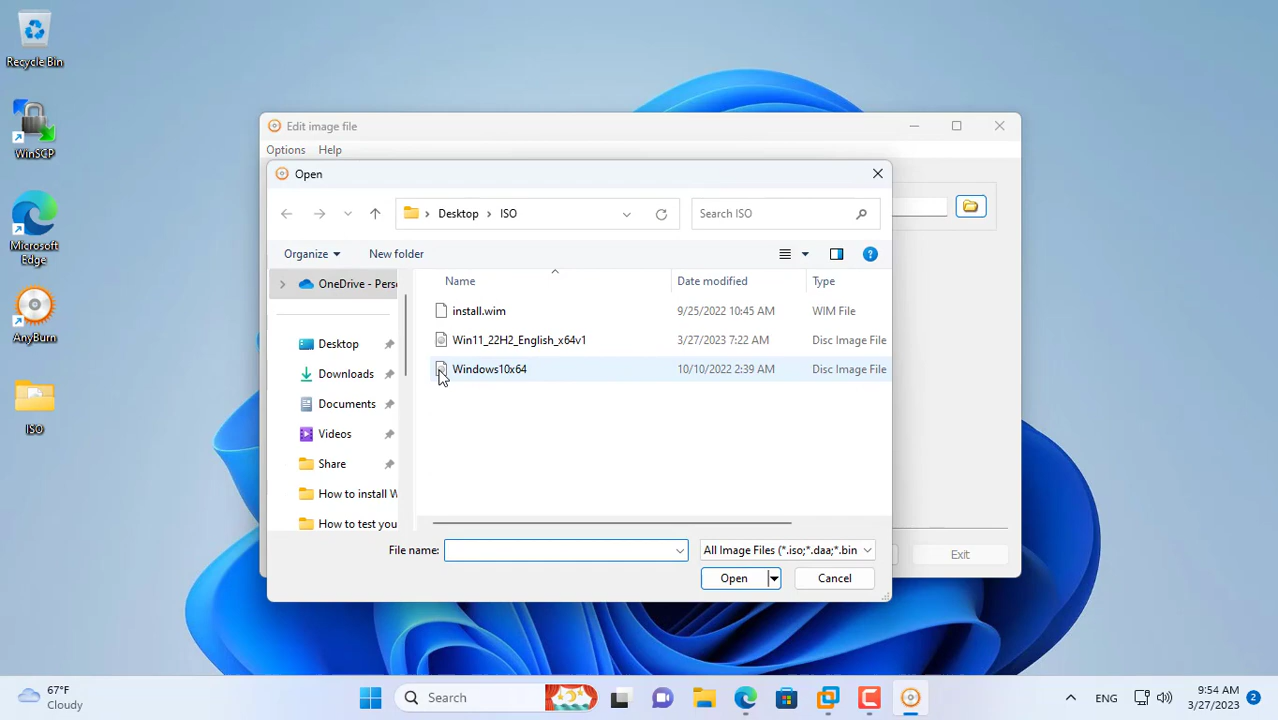 Recycle Bin
WinSCP
Microsoft
Edge
AnyBurn
ISO
Edit image file
Options Help
Open
Desktop ISO
Search ISO
Organize New folder
OneDrive - Pers
Desktop
Downloads
Documents
Videos
Share
How to install W
How to test you
Name Date modified Type
install.wim 9/25/2022 10:45 AM WIM File
Win11_22H2_English_x64v1 3/27/2023 7:22 AM Disc Image File
Windows10x64 10/10/2022 2:39 AM Disc Image File
File name: All Image Files (*.iso;*.daa;*.bin
Open Cancel
Exit
67°F
Cloudy
Search
ENG
9:54 AM
3/27/2023
2